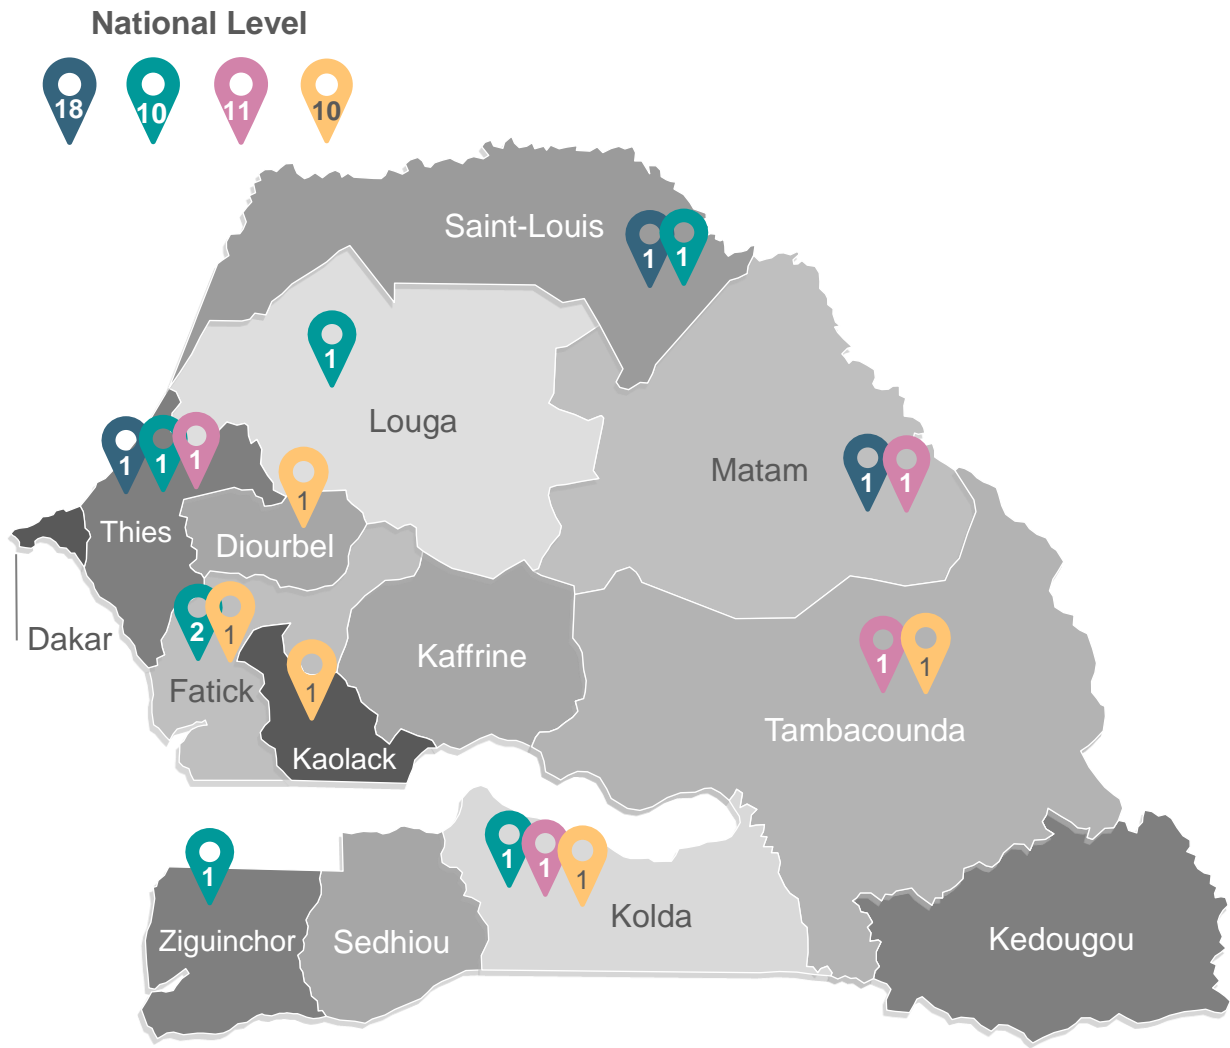 National Level
18 10 11 10
Saint-Louis
1 1
1
Louga
1 1 1
Matam
1 1
1
Thies
Diourbel
Dakar
2 1
1
Kaffrine
1 1
Fatick
Tambacounda
Kaolack
1
1 1 1
Kolda
Ziguinchor
Sedhiou
Kedougou